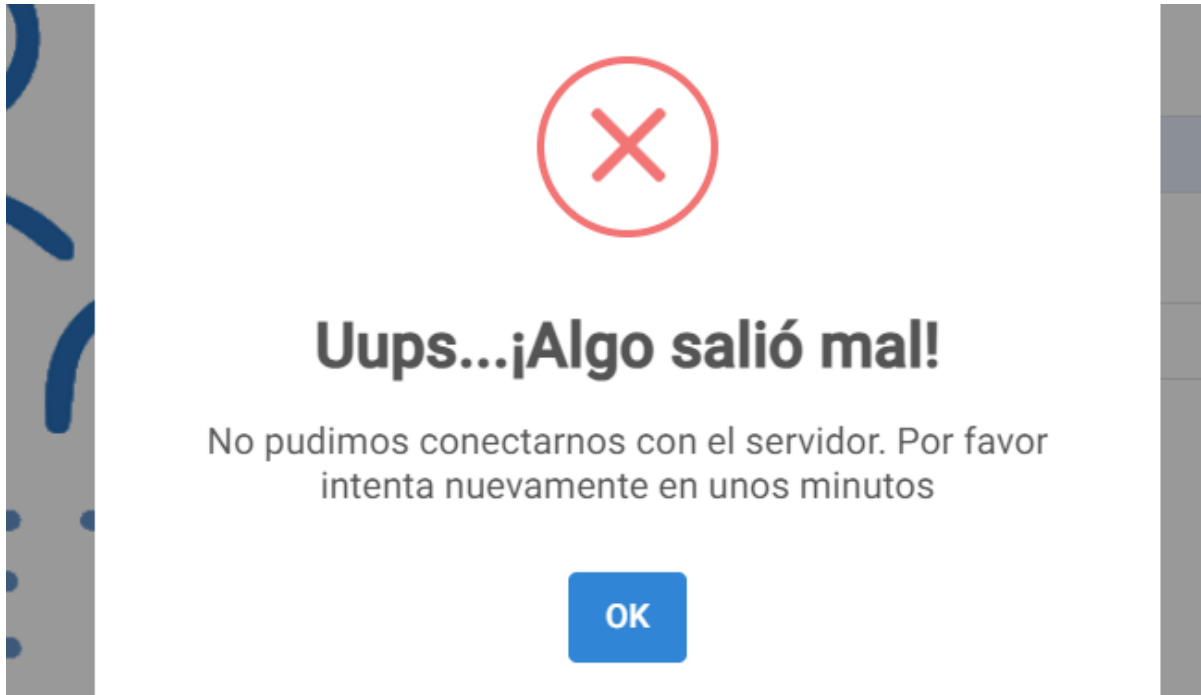 Uups...¡Algo salió mal!
No pudimos conectarnos con el servidor. Por favor
intenta nuevamente en unos minutos
OK